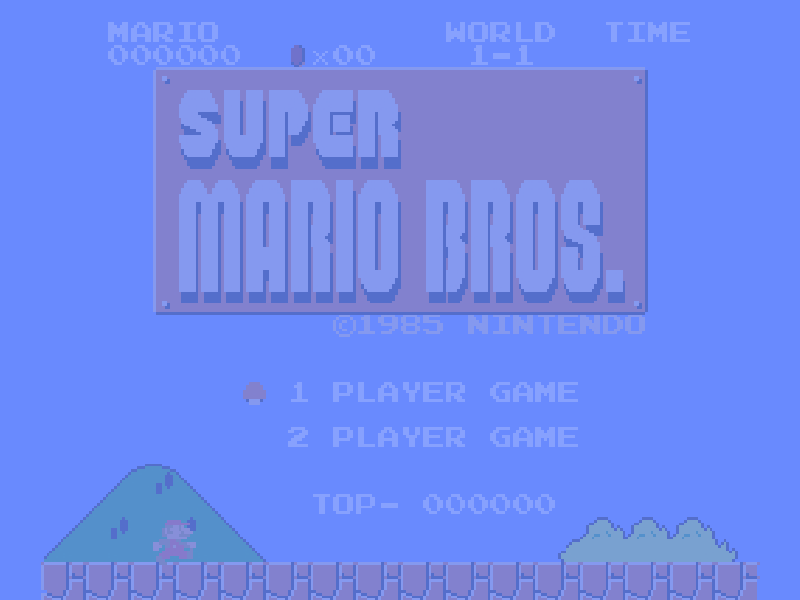 MARIO WORLD TIME
000000 ×00 1-1
SUPER
MARIO BROS.
©1985 NINTENDO
1 PLAYER GAME
2 PLAYER GAME
TOP- 000000